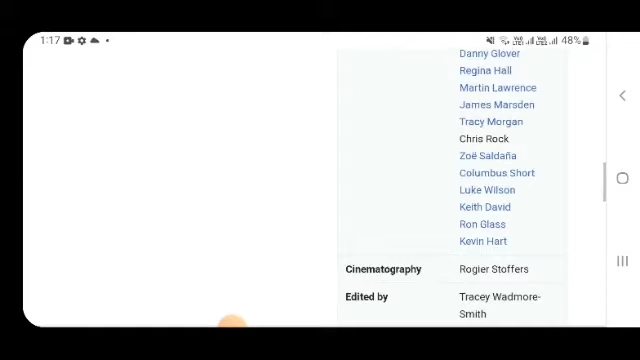 1:17 48%
Danny Glover
Regina Hall
Martin Lawrence
James Marsden
Tracy Morgan
Chris Rock
Zoë Saldaña
Columbus Short
Luke Wilson
Keith David
Ron Glass
Kevin Hart
Cinematography Rogier Stoffers
Edited by Tracey Wadmore-
Smith